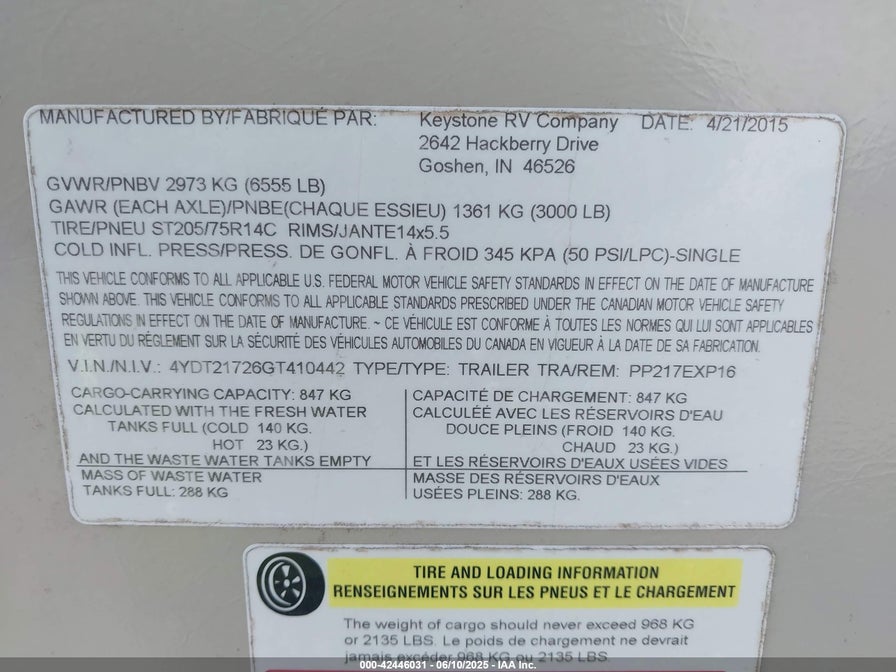 MANUFACTURED BY/FABRIQUÉ PAR: Keystone RV Company DATE: 4/21/2015
2642 Hackberry Drive
Goshen, IN 46526
GVWR/PNBV 2973 KG (6555 LB)
GAWR (EACH AXLE)/PNBE(CHAQUE ESSIEU) 1361 KG (3000 LB)
TIRE/PNEU ST205/75R14C RIMS/JANTE14x5.5
COLD INFL. PRESS/PRESS. DE GONFL. À FROID 345 KPA (50 PSI/LPC)-SINGLE
THIS VEHICLE CONFORMS TO ALL APPLICABLE U.S. FEDERAL MOTOR VEHICLE SAFETY STANDARDS IN EFFECT ON THE DATE OF MANUFACTURE
SHOWN ABOVE. THIS VEHICLE CONFORMS TO ALL APPLICABLE STANDARDS PRESCRIBED UNDER THE CANADIAN MOTOR VEHICLE SAFETY
REGULATIONS IN EFFECT ON THE DATE OF MANUFACTURE. ~ CE VÉHICULE EST CONFORME À TOUTES LES NORMES QUI LUI SONT APPLICABLES
EN VERTU DU RÉGLEMENT SUR LA SÉCURITÉ DES VÉHICULES AUTOMOBILES DU CANADA EN VIGUEUR À LA DATE DE SA FABRICATION.
V.I.N./N.I.V.: 4YDT21726GT410442 TYPE/TYPE: TRAILER TRA/REM: PP217EXP16
CARGO-CARRYING CAPACITY: 847 KG
CALCULATED WITH THE FRESH WATER
TANKS FULL (COLD 140 KG.
HOT 23 KG.)
AND THE WASTE WATER TANKS EMPTY
MASS OF WASTE WATER
TANKS FULL: 288 KG
CAPACITÉ DE CHARGEMENT: 847 KG
CALCULÉE AVEC LES RÉSERVOIRS D'EAU
DOUCE PLEINS (FROID 140 KG.
CHAUD 23 KG.)
ET LES RÉSERVOIRS D'EAUX USÉES VIDES
MASSE DES RÉSERVOIRS D'EAUX
USÉES PLEINS: 288 KG.
TIRE AND LOADING INFORMATION
RENSEIGNEMENTS SUR LES PNEUS ET LE CHARGEMENT
The weight of cargo should never exceed 968 KG
or 2135 LBS. Le poids de chargement ne devrait
jamais excéder 968 KG ou 2135 LBS.
000-42446031 - 06/10/2025 - IAA Inc.